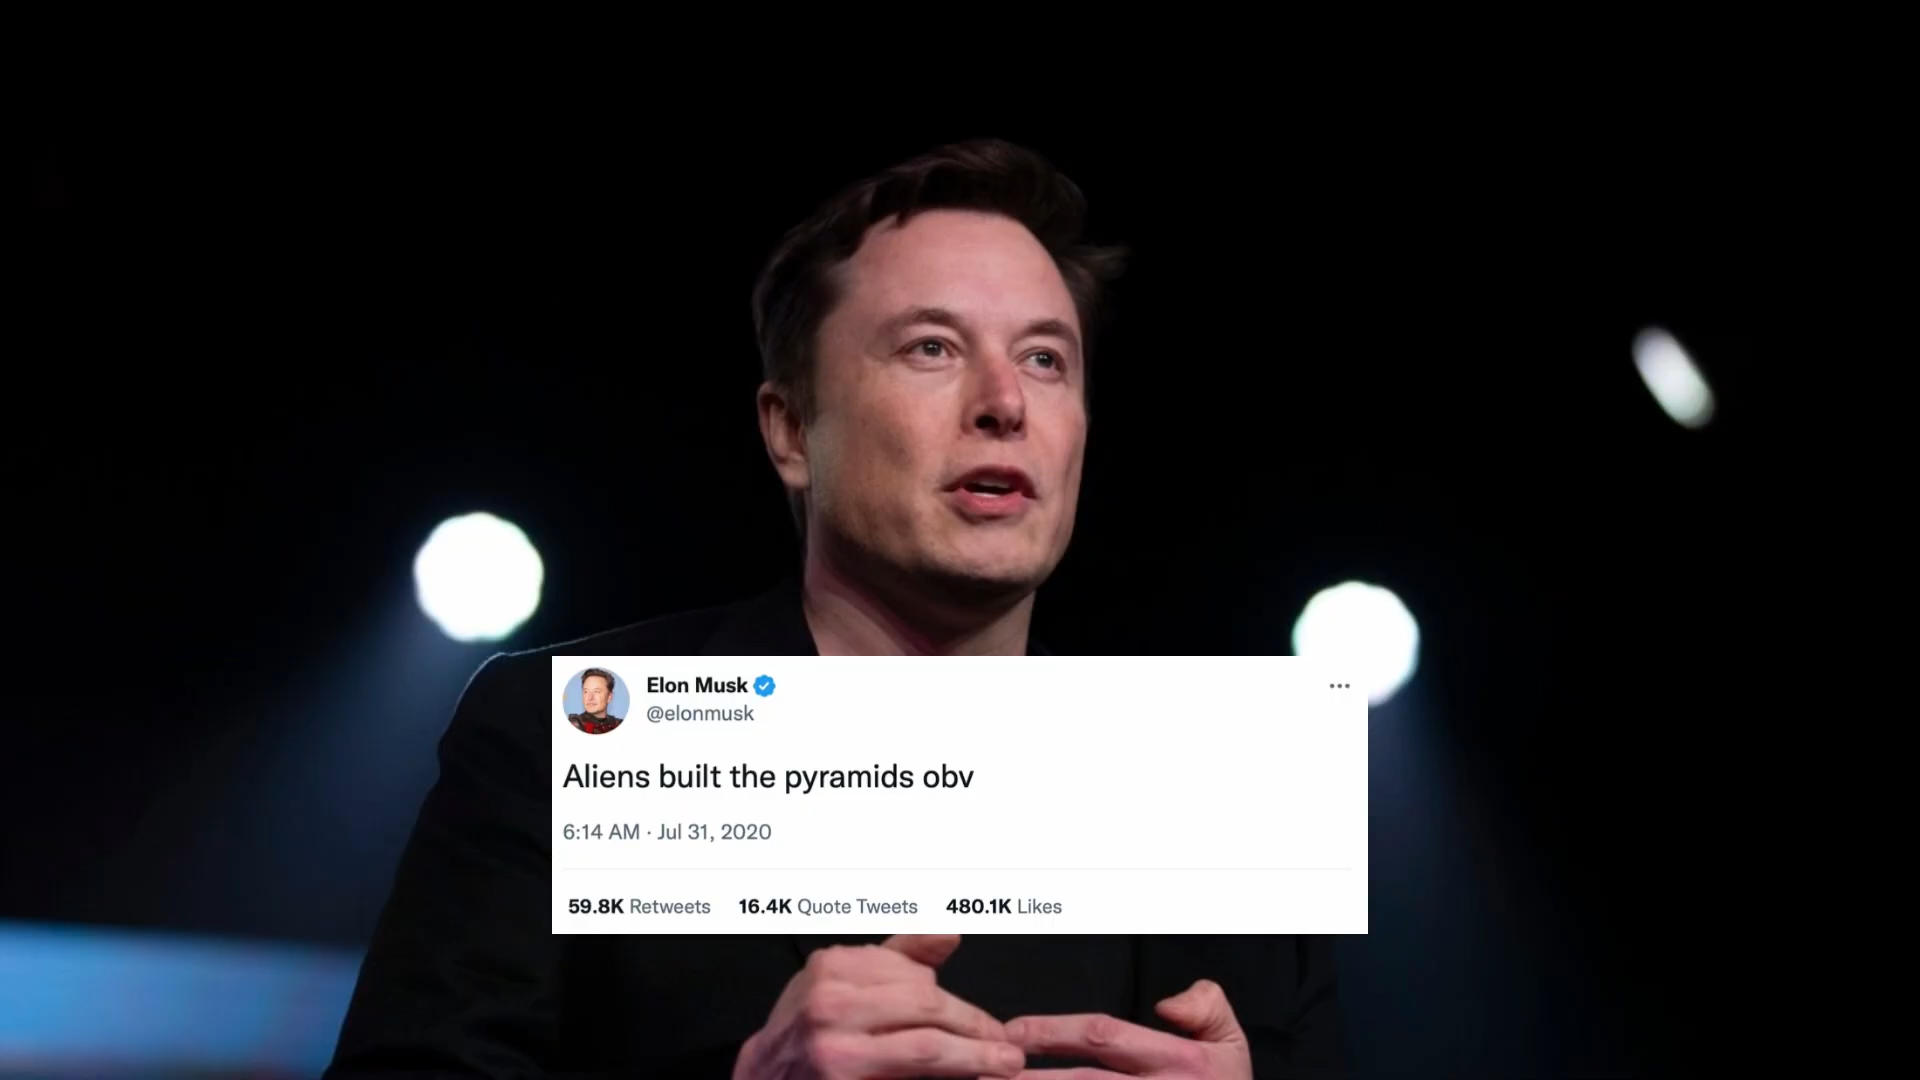 Elon Musk
@elonmusk
Aliens built the pyramids obv
6:14 AM · Jul 31, 2020
59.8K Retweets 16.4K Quote Tweets 480.1K Likes